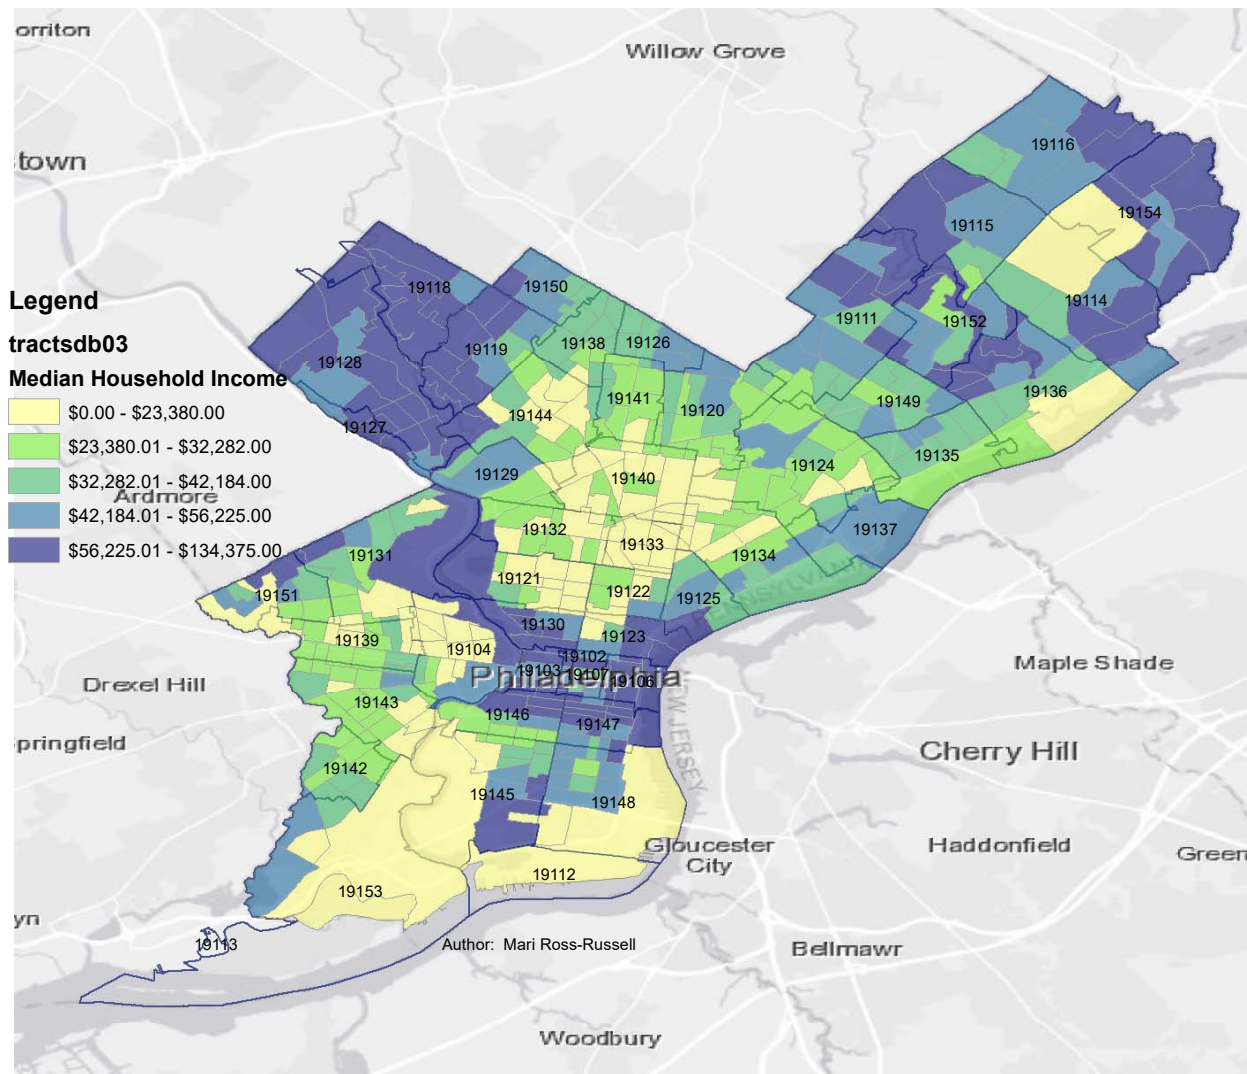 orriton
Willow Grove
town
19116
19154
19115
19118
19150
19114
Legend
19111
19152
tractsdb03
19138
19126
19119
19128
Median Household Income
19136
19141
19149
19120
$0.00 - $23,380.00
19144
19127
$23,380.01 - $32,282.00
19135
19124
19129
19140
$32,282.01 - $42,184.00
Ardmore
$42,184.01 - $56,225.00
19132
19137
19133
$56,225.01 - $134,375.00
19131
19134
PENNSYLVANIA
19121
19122
19151
19125
19130
19123
19139
19104
19102
Maple Shade
19103
19107
Philadelphia
19106
Drexel Hill
NEW JERSEY
19143
19146
19147
pringfield
Cherry Hill
19142
19145
19148
Gloucester
City
Haddonfield
Green
19112
19153
yn
19113
Author:  Mari Ross-Russell
Bellmawr
Woodbury